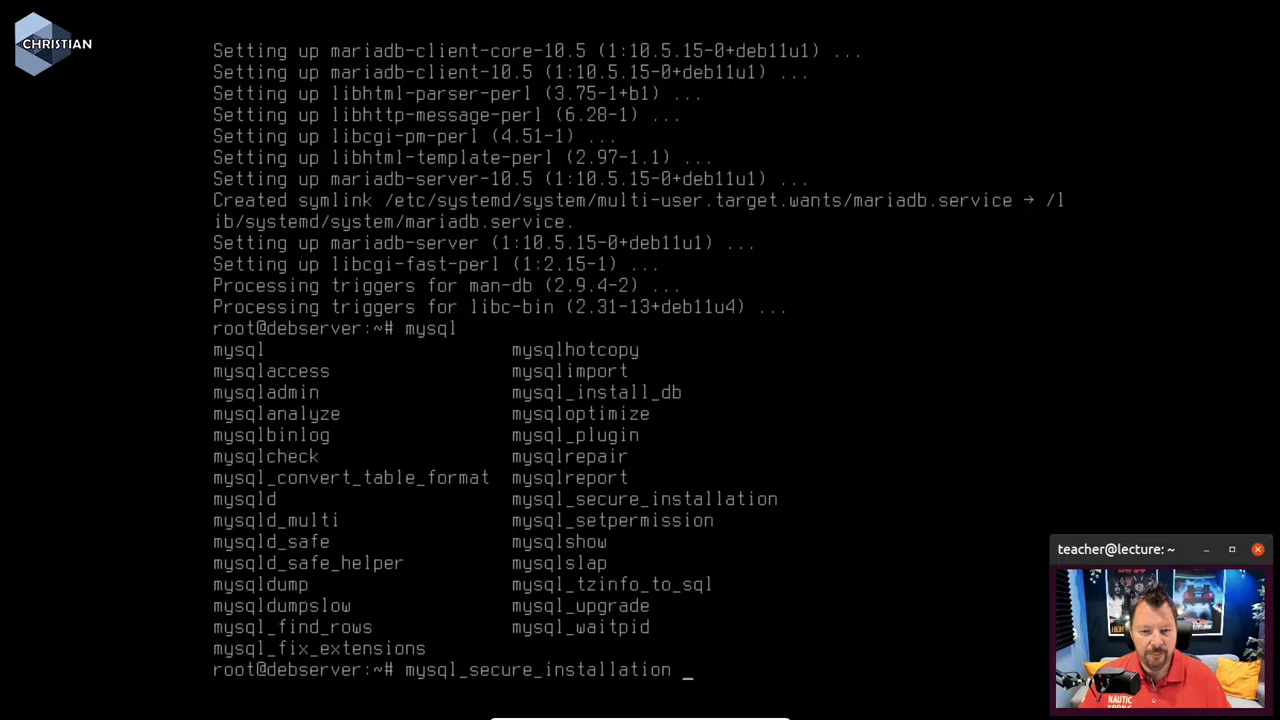 CHRISTIAN
Setting up mariadb-client-core-10.5 (1:10.5.15-0+deb11u1) ...
Setting up mariadb-client-10.5 (1:10.5.15-0+deb11u1) ...
Setting up libhtml-parser-perl (3.75-1+b1) ...
Setting up libhttp-message-perl (6.28-1) ...
Setting up libcgi-pm-perl (4.51-1) ...
Setting up libhtml-template-perl (2.97-1.1) ...
Setting up mariadb-server-10.5 (1:10.5.15-0+deb11u1) ...
Created symlink /etc/systemd/system/multi-user.target.wants/mariadb.service → /l
ib/systemd/system/mariadb.service.
Setting up mariadb-server (1:10.5.15-0+deb11u1) ...
Setting up libcgi-fast-perl (1:2.15-1) ...
Processing triggers for man-db (2.9.4-2) ...
Processing triggers for libc-bin (2.31-13+deb11u4) ...
root@debserver:~# mysql
mysql mysqlhotcopy
mysqlaccess mysqlimport
mysqladmin mysql_install_db
mysqlanalyze mysqloptimize
mysqlbinlog mysql_plugin
mysqlcheck mysqlrepair
mysql_convert_table_format mysqlreport
mysqld mysql_secure_installation
mysqld_multi mysql_setpermission
mysqld_safe mysqlshow
mysqld_safe_helper mysqlslap
mysqldump mysql_tzinfo_to_sql
mysqldumpslow mysql_upgrade
mysql_find_rows mysql_waitpid
mysql_fix_extensions
root@debserver:~# mysql_secure_installation _
teacher@lecture: ~
NAUTIC